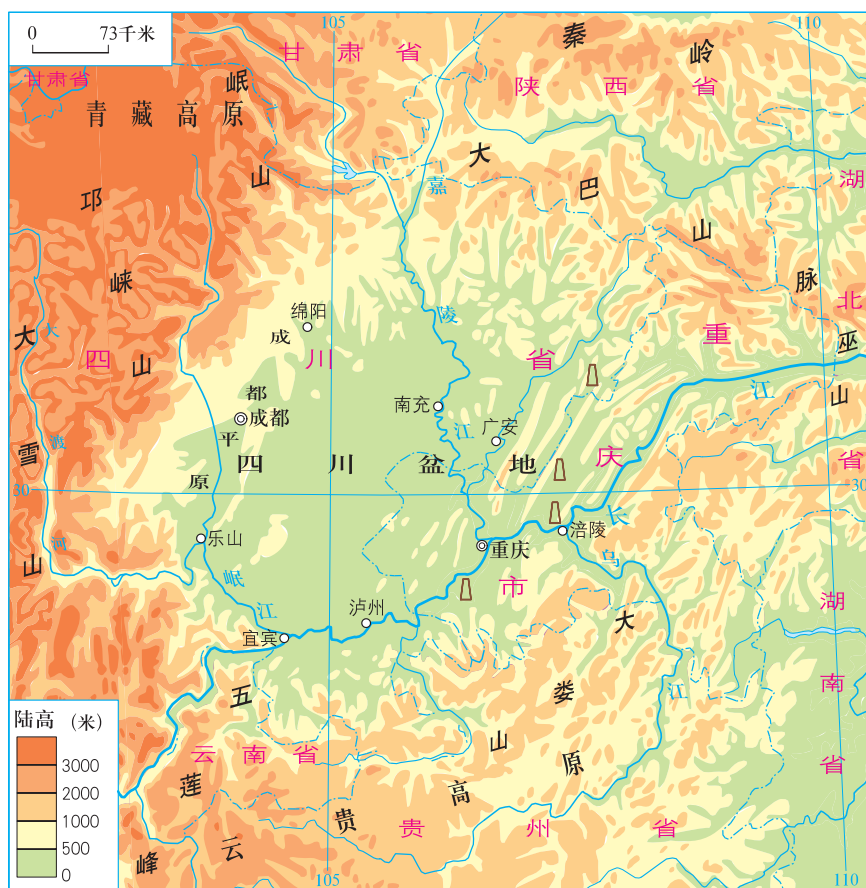 0 73千米
105
110
甘肃省
秦岭
陕西省
甘肃省
岷山
青藏高原
大巴山脉
嘉陵江
湖北省
邛崃山
大雪山
大渡河
四川省
绵阳
成都平原
成都
南充
广安
重庆市
长江
巫山
四川盆地
30
30
乐山
岷江
重庆
涪陵
乌江
泸州
宜宾
大娄山
湖南省
五莲峰
云南省
云贵高原
贵州省
陆高（米）
3000
2000
1000
500
0
105
110